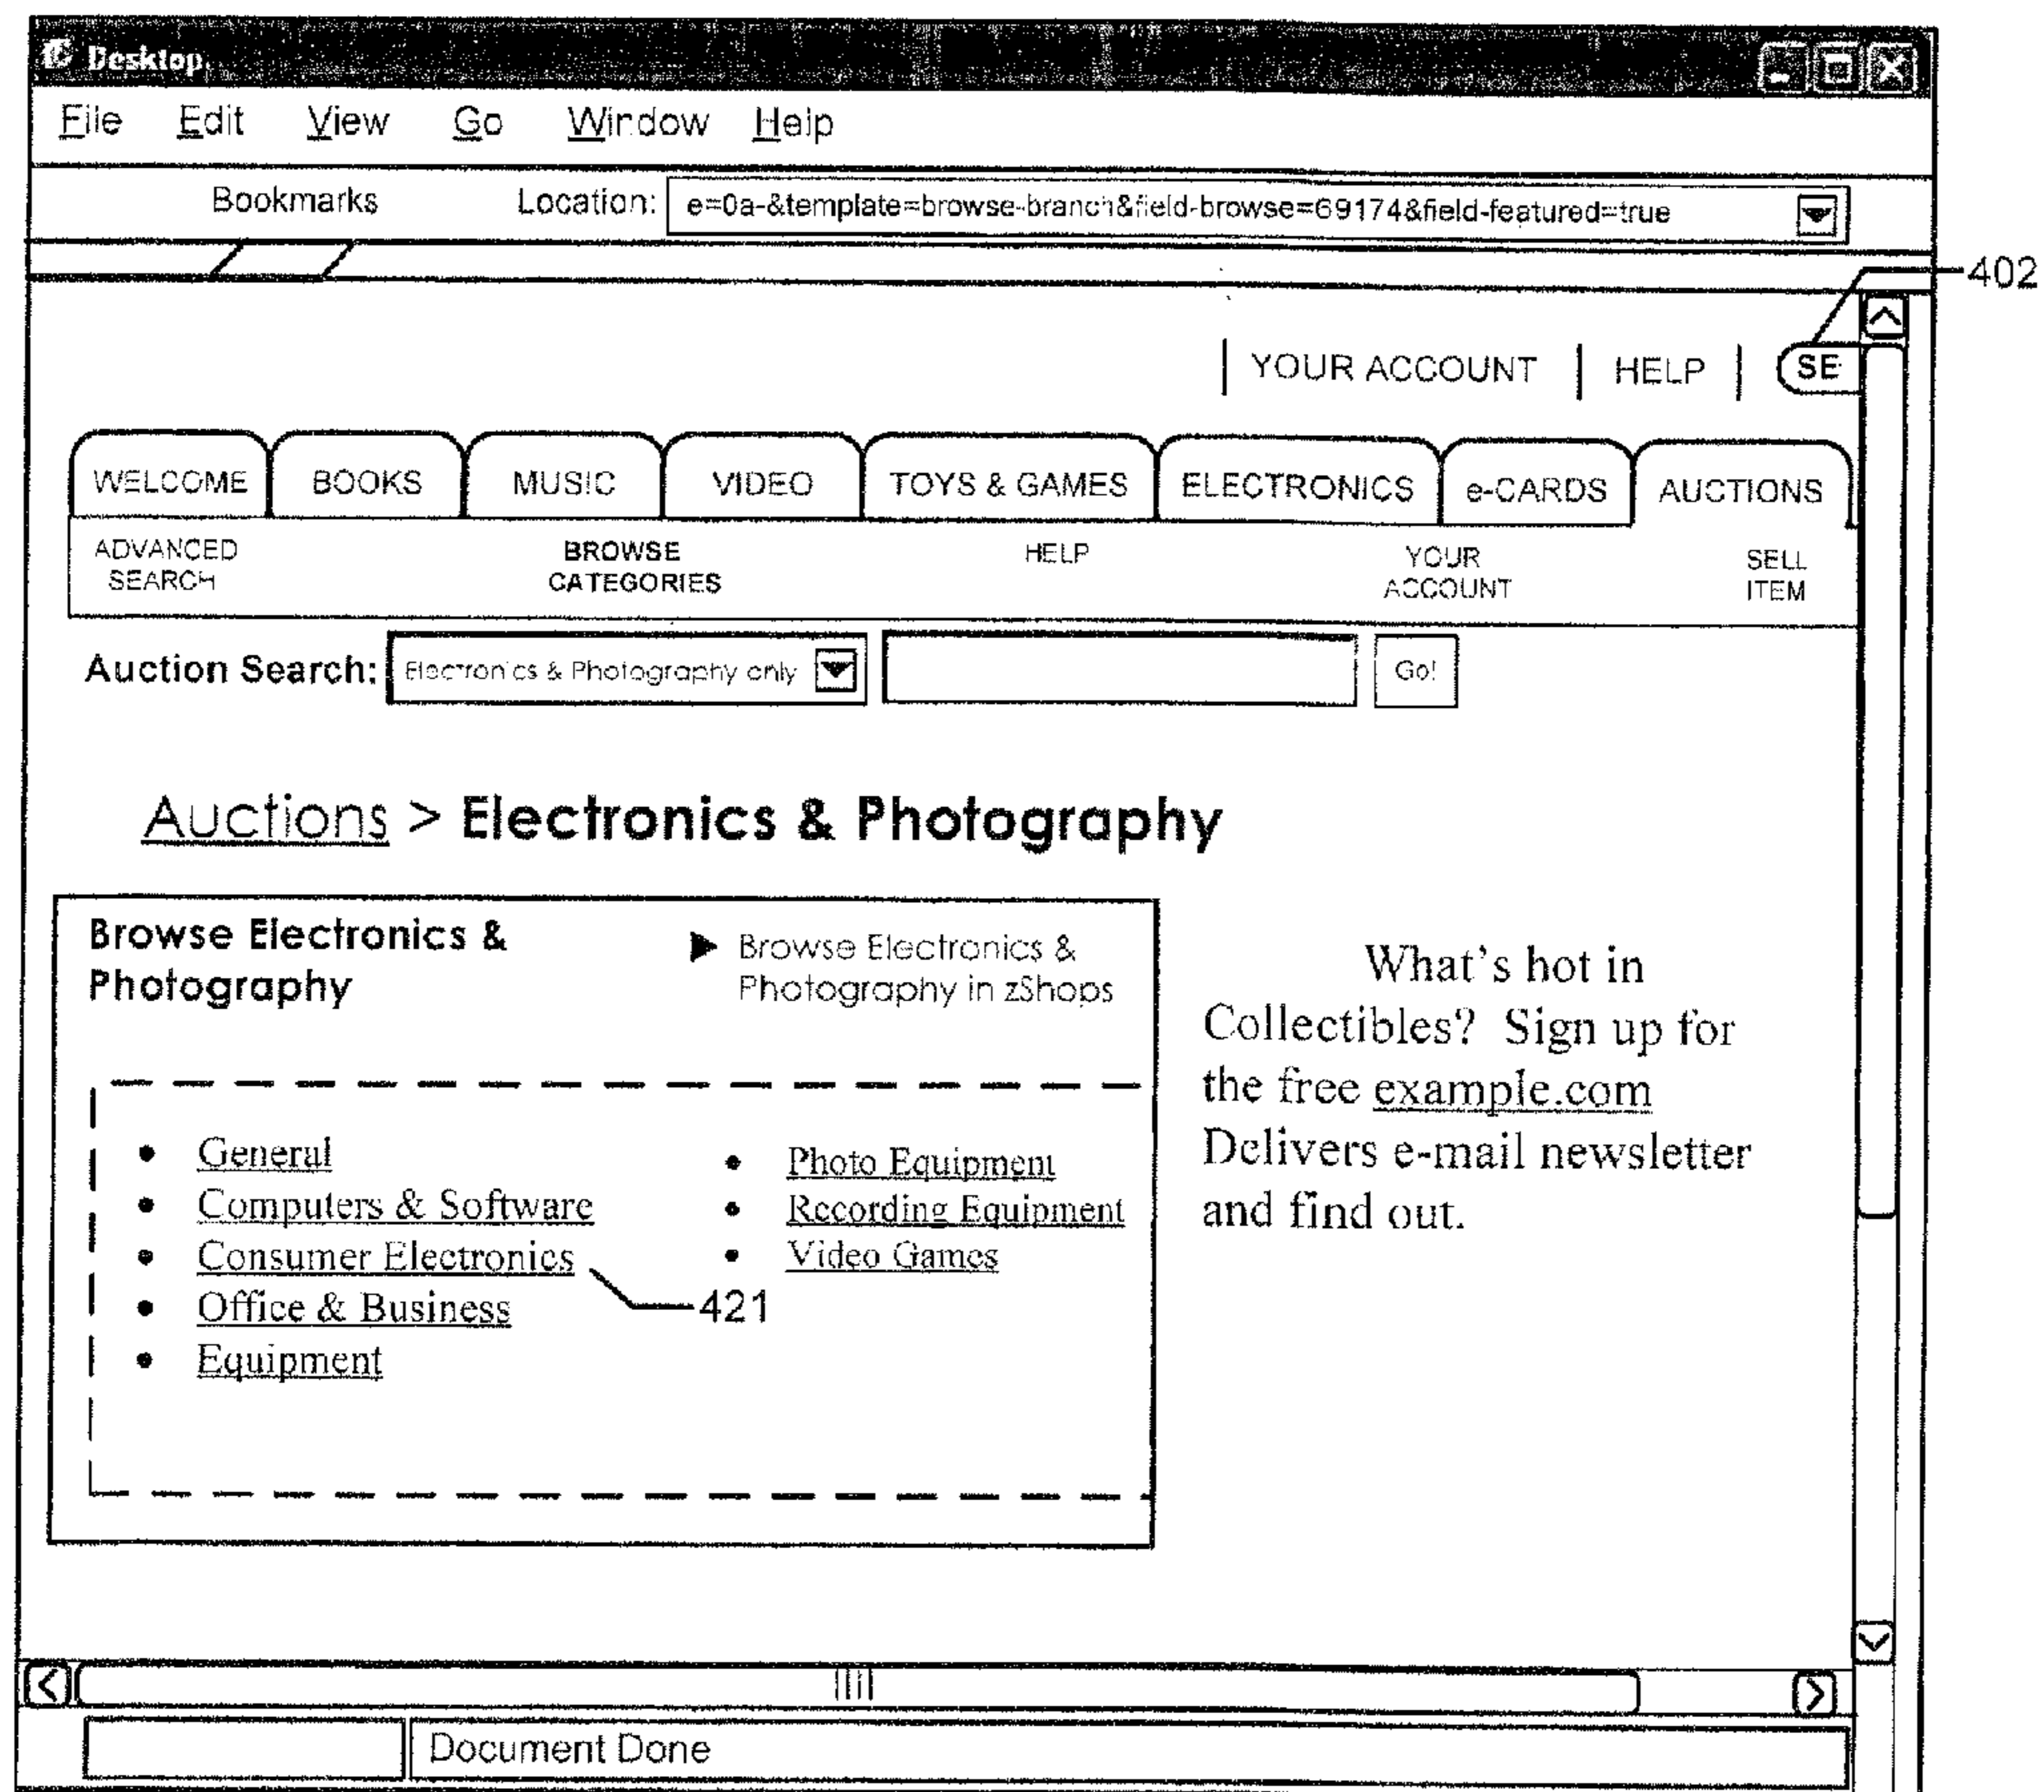 Desktop
File Edit View Go Window Help
Bookmarks Location: e=0a-&template=browse-branch&field-browse=69174&field-featured=true
402
YOUR ACCOUNT | HELP | SE
WELCOME BOOKS MUSIC VIDEO TOYS & GAMES ELECTRONICS e-CARDS AUCTIONS
ADVANCED SEARCH
BROWSE CATEGORIES
HELP
YOUR ACCOUNT
SELL ITEM
Auction Search: Electronics & Photography only Go!
Auctions > Electronics & Photography
Browse Electronics &
Photography
► Browse Electronics &
Photography in zShops
• General
• Computers & Software
• Consumer Electronics
421
• Office & Business
• Equipment
• Photo Equipment
• Recording Equipment
• Video Games
What's hot in
Collectibles? Sign up for
the free example.com
Delivers e-mail newsletter
and find out.
Document Done